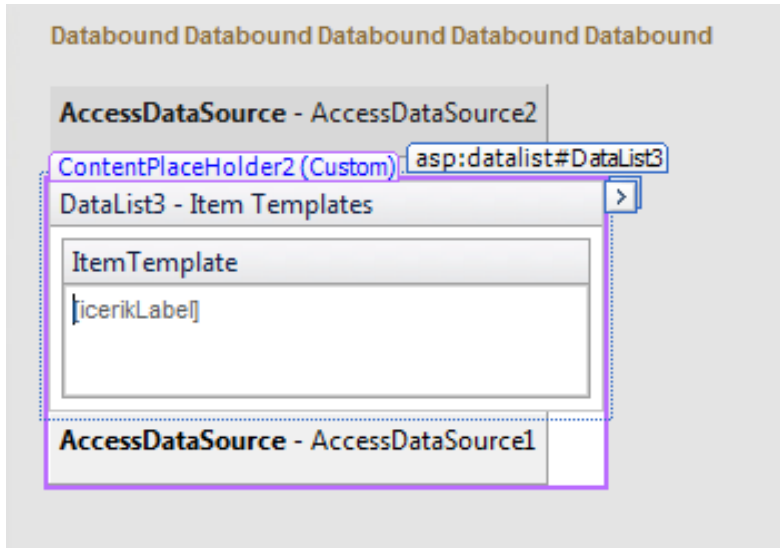 Databound Databound Databound Databound Databound
AccessDataSource - AccessDataSource2
ContentPlaceHolder2 (Custom)
asp:datalist#DataList3
DataList3 - Item Templates
ItemTemplate
[icerikLabel]
AccessDataSource - AccessDataSource1